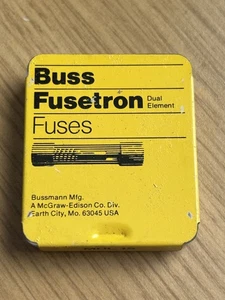 Buss
Fusetron Dual
Element
Fuses
Bussmann Mfg.
A McGraw-Edison Co. Div.
Earth City, Mo. 63045 USA